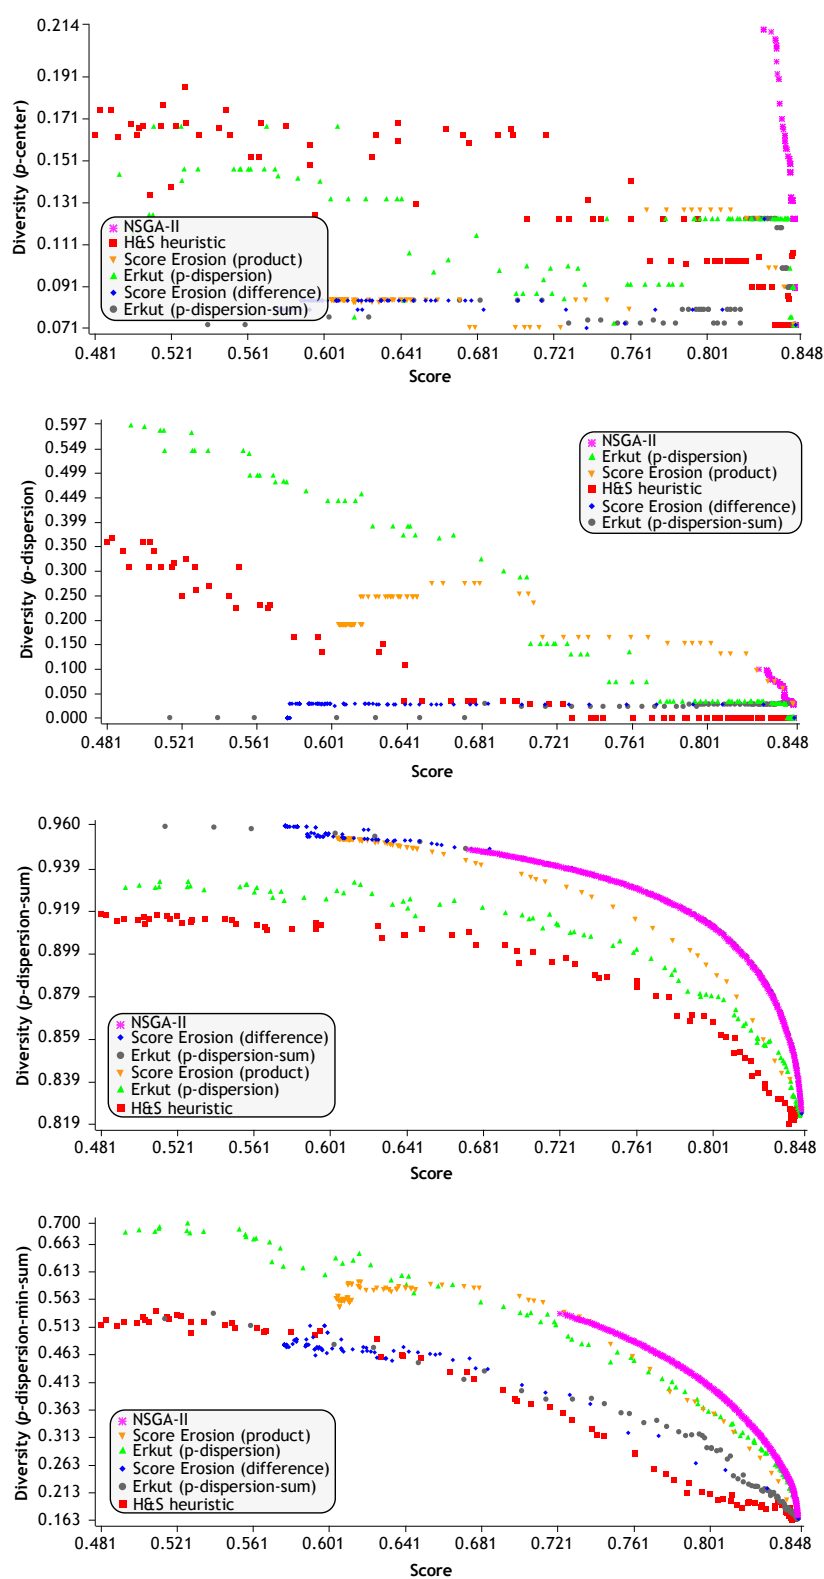 0.214
0.191
0.171
0.151
0.131
0.111
0.091
0.071
Diversity (p-center)
NSGA-II
H&S heuristic
Score Erosion (product)
Erkut (p-dispersion)
Score Erosion (difference)
Erkut (p-dispersion-sum)
0.481 0.521 0.561 0.601 0.641 0.681 0.721 0.761 0.801 0.848
Score
0.597
0.549
0.499
0.449
0.399
0.350
0.300
0.250
0.200
0.150
0.100
0.050
0.000
Diversity (p-dispersion)
NSGA-II
Erkut (p-dispersion)
Score Erosion (product)
H&S heuristic
Score Erosion (difference)
Erkut (p-dispersion-sum)
0.481 0.521 0.561 0.601 0.641 0.681 0.721 0.761 0.801 0.848
Score
0.960
0.939
0.919
0.899
0.879
0.859
0.839
0.819
Diversity (p-dispersion-sum)
NSGA-II
Score Erosion (difference)
Erkut (p-dispersion-sum)
Score Erosion (product)
Erkut (p-dispersion)
H&S heuristic
0.481 0.521 0.561 0.601 0.641 0.681 0.721 0.761 0.801 0.848
Score
0.700
0.663
0.613
0.563
0.513
0.463
0.413
0.363
0.313
0.263
0.213
0.163
Diversity (p-dispersion-min-sum)
NSGA-II
Score Erosion (product)
Erkut (p-dispersion)
Score Erosion (difference)
Erkut (p-dispersion-sum)
H&S heuristic
0.481 0.521 0.561 0.601 0.641 0.681 0.721 0.761 0.801 0.848
Score